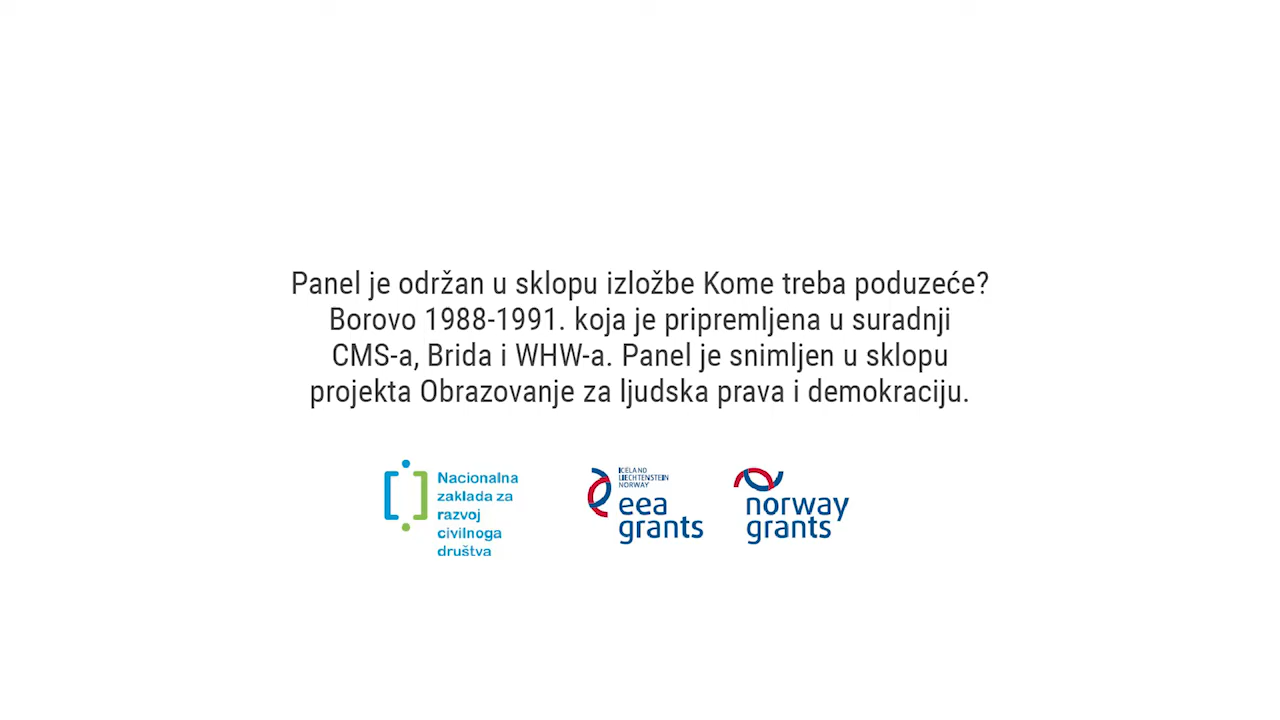 Panel je održan u sklopu izložbe Kome treba poduzeće?
Borovo 1988-1991. koja je pripremljena u suradnji
CMS-a, Brida i WHW-a. Panel je snimljen u sklopu
projekta Obrazovanje za ljudska prava i demokraciju.
Nacionalna
zaklada za
razvoj
civilnoga
društva
ICELAND
LIECHTENSTEIN
NORWAY
eea
grants
norway
grants